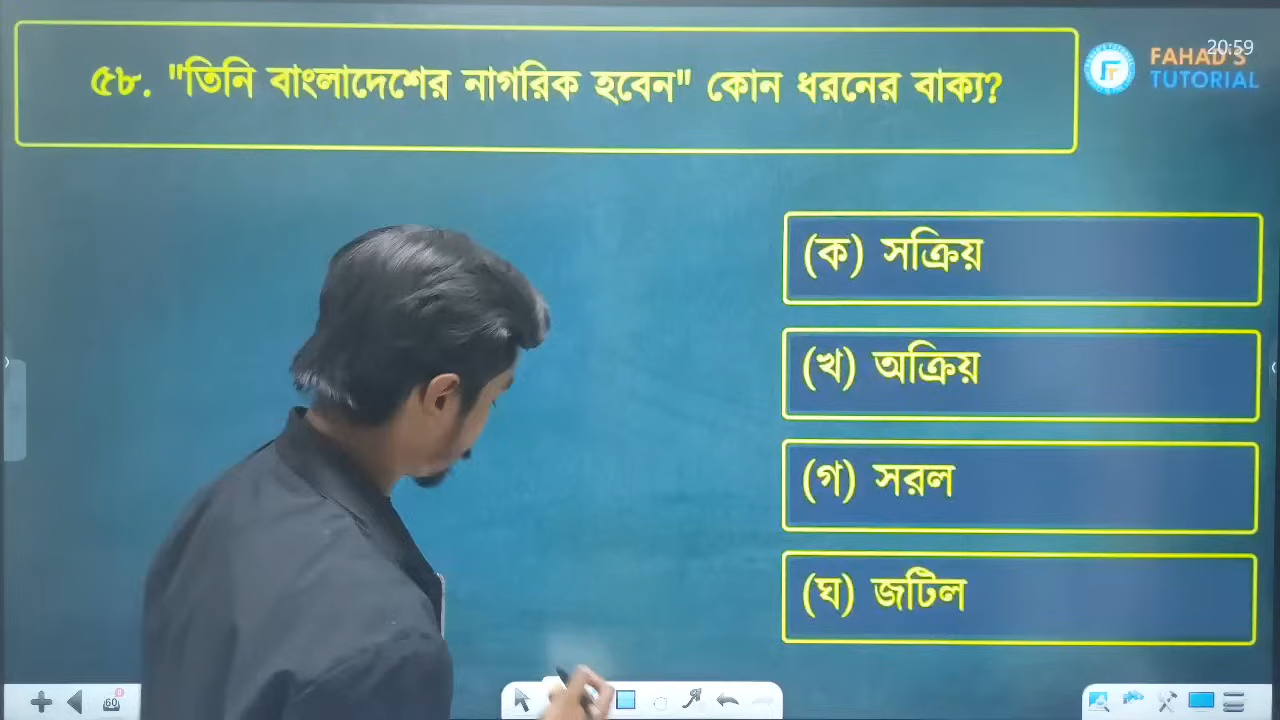 ৫৮. "তিনি বাংলাদেশের নাগরিক হবেন" কোন ধরনের বাক্য?
20:59
FAHAD'S
TUTORIAL
(ক) সক্রিয়
(খ) অক্রিয়
(গ) সরল
(ঘ) জটিল
60